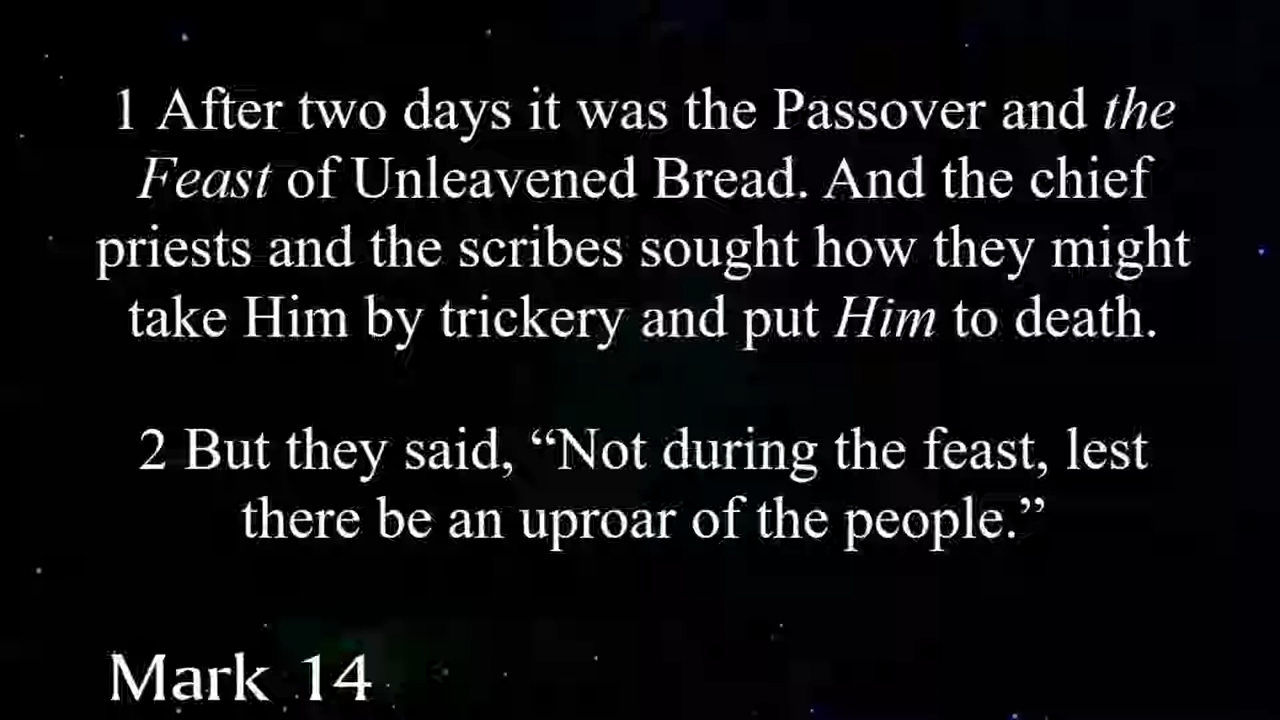 1 After two days it was the Passover and the
Feast of Unleavened Bread. And the chief
priests and the scribes sought how they might
take Him by trickery and put Him to death.
2 But they said, “Not during the feast, lest
there be an uproar of the people.”
Mark 14